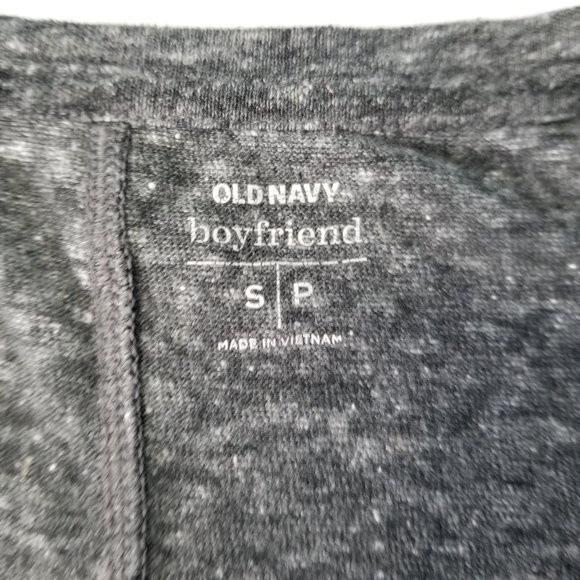 OLD NAVY
boyfriend
S | P
MADE IN VIETNAM